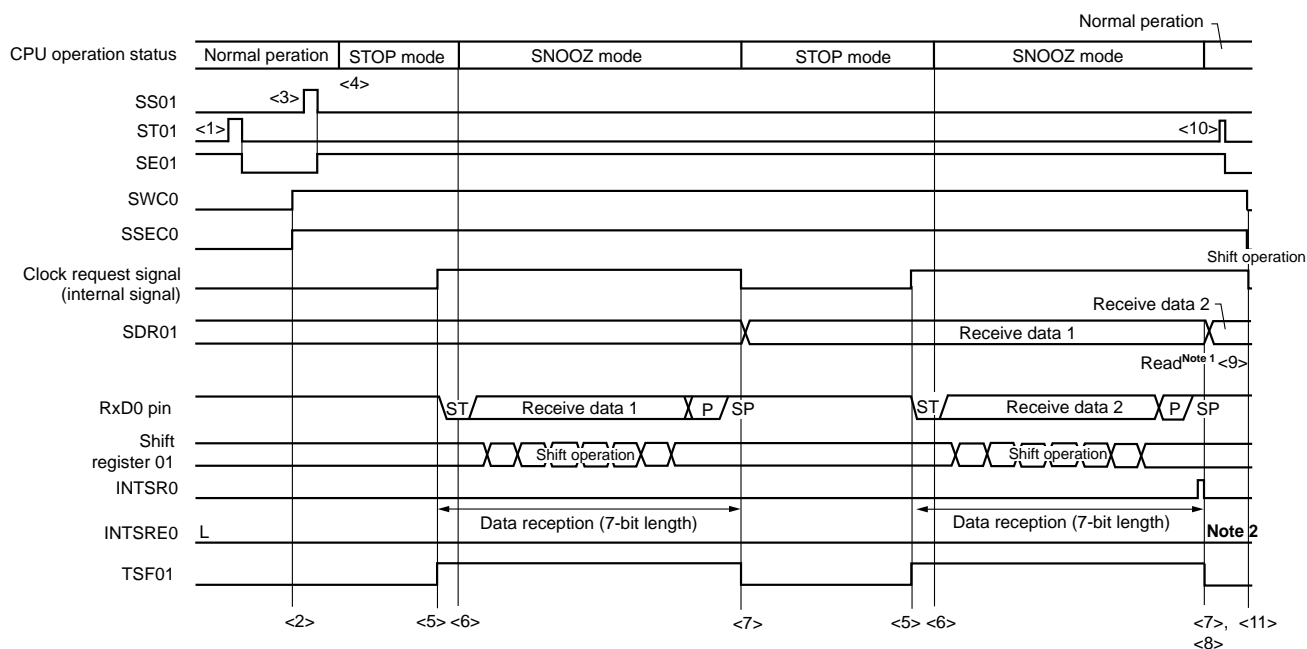 Normal peration
CPU operation status
Normal peration
STOP mode
SNOOZ mode
STOP mode
SNOOZ mode
<4>
SS01
<3>
ST01
<1>
<10>
SE01
SWC0
SSEC0
Shift operation
Clock request signal
(internal signal)
Receive data 2
SDR01
Receive data 1
Read Note 1 <9>
RxD0 pin
ST
Receive data 1
P
SP
ST
Receive data 2
P
SP
Shift
register 01
Shift operation
Shift operation
INTSR0
Data reception (7-bit length)
Data reception (7-bit length)
INTSRE0
L
Note 2
TSF01
<2>
<5> <6>
<7>
<5> <6>
<7>,
<8>
<11>